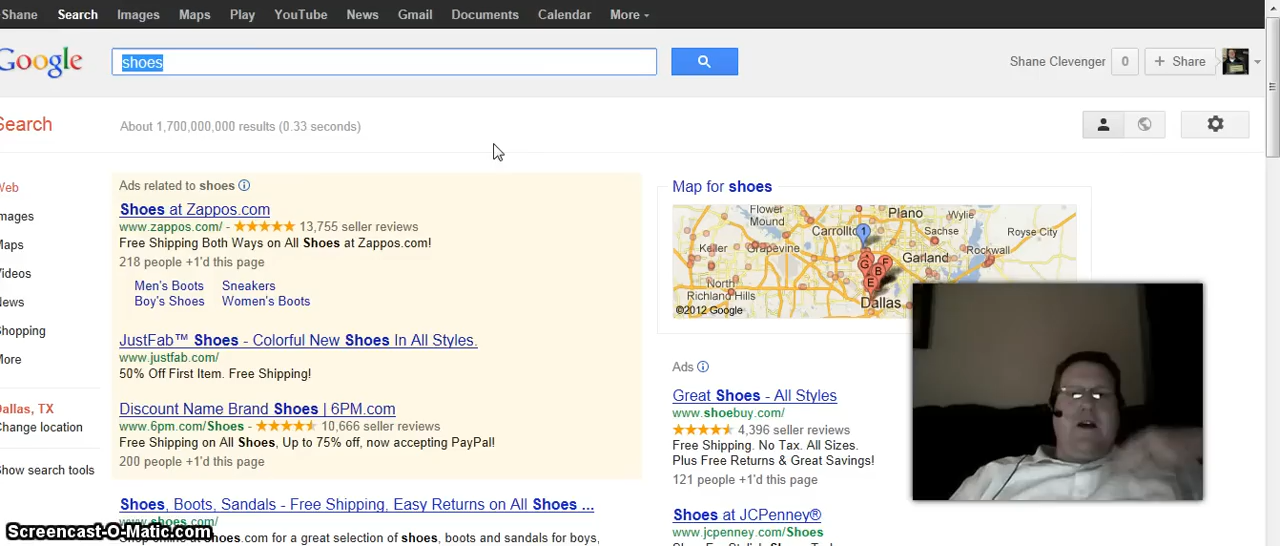 Shane Search Images Maps Play YouTube News Gmail Documents Calendar More
Google shoes Shane Clevenger 0 + Share
Search About 1,700,000,000 results (0.33 seconds)
Web
Images
Maps
Videos
News
Shopping
More
Dallas, TX
Change location
Show search tools
Ads related to shoes
Shoes at Zappos.com
www.zappos.com/ - 13,755 seller reviews
Free Shipping Both Ways on All Shoes at Zappos.com!
218 people +1'd this page
Men's Boots Sneakers
Boy's Shoes Women's Boots
JustFab™ Shoes - Colorful New Shoes In All Styles.
www.justfab.com/
50% Off First Item. Free Shipping!
Discount Name Brand Shoes | 6PM.com
www.6pm.com/Shoes - 10,666 seller reviews
Free Shipping on All Shoes, Up to 75% off, now accepting PayPal!
200 people +1'd this page
Shoes, Boots, Sandals - Free Shipping, Easy Returns on All Shoes ...
www.shoes.com/
Shop online at shoes.com for a great selection of shoes, boots and sandals for boys,
Map for shoes
Flower Mound
Plano
Wylie
Carrollton
1
Sachse
Royse City
Keller
Grapevine
Garland
Rockwall
G
F
B
E
North Richland Hills
Dallas
©2012 Google
Ads
Great Shoes - All Styles
www.shoebuy.com/
4,396 seller reviews
Free Shipping. No Tax. All Sizes.
Plus Free Returns & Great Savings!
121 people +1'd this page
Shoes at JCPenney®
www.jcpenney.com/Shoes
Screencast-O-Matic.com